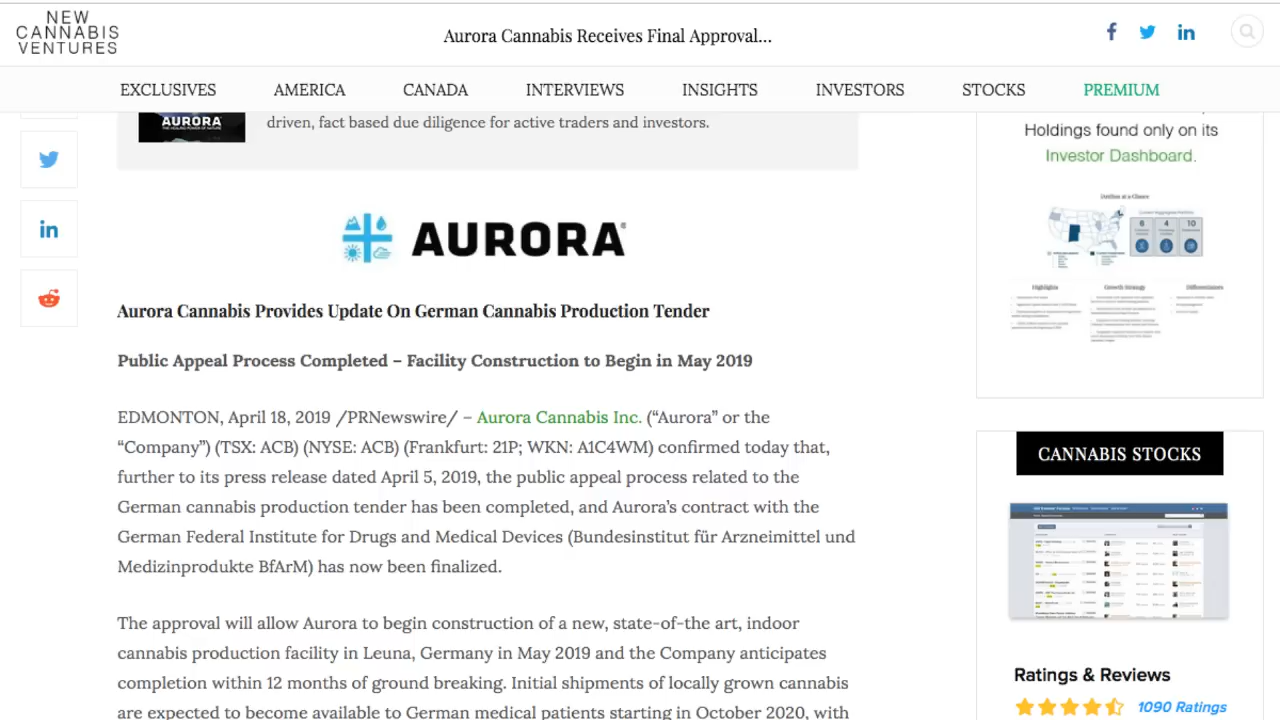 NEW
CANNABIS
VENTURES
Aurora Cannabis Receives Final Approval...
EXCLUSIVES AMERICA CANADA INTERVIEWS INSIGHTS INVESTORS STOCKS PREMIUM
AURORA
driven, fact based due diligence for active traders and investors.
AURORA
Aurora Cannabis Provides Update On German Cannabis Production Tender
Public Appeal Process Completed – Facility Construction to Begin in May 2019
EDMONTON, April 18, 2019 /PRNewswire/ – Aurora Cannabis Inc. (“Aurora” or the
“Company”) (TSX: ACB) (NYSE: ACB) (Frankfurt: 21P; WKN: A1C4WM) confirmed today that,
further to its press release dated April 5, 2019, the public appeal process related to the
German cannabis production tender has been completed, and Aurora’s contract with the
German Federal Institute for Drugs and Medical Devices (Bundesinstitut für Arzneimittel und
Medizinprodukte BfArM) has now been finalized.
The approval will allow Aurora to begin construction of a new, state-of-the art, indoor
cannabis production facility in Leuna, Germany in May 2019 and the Company anticipates
completion within 12 months of ground breaking. Initial shipments of locally grown cannabis
are expected to become available to German medical patients starting in October 2020, with
Holdings found only on its
Investor Dashboard.
6 4 10
Highlights Growth Strategy Differentiators
CANNABIS STOCKS
Ratings & Reviews
1090 Ratings